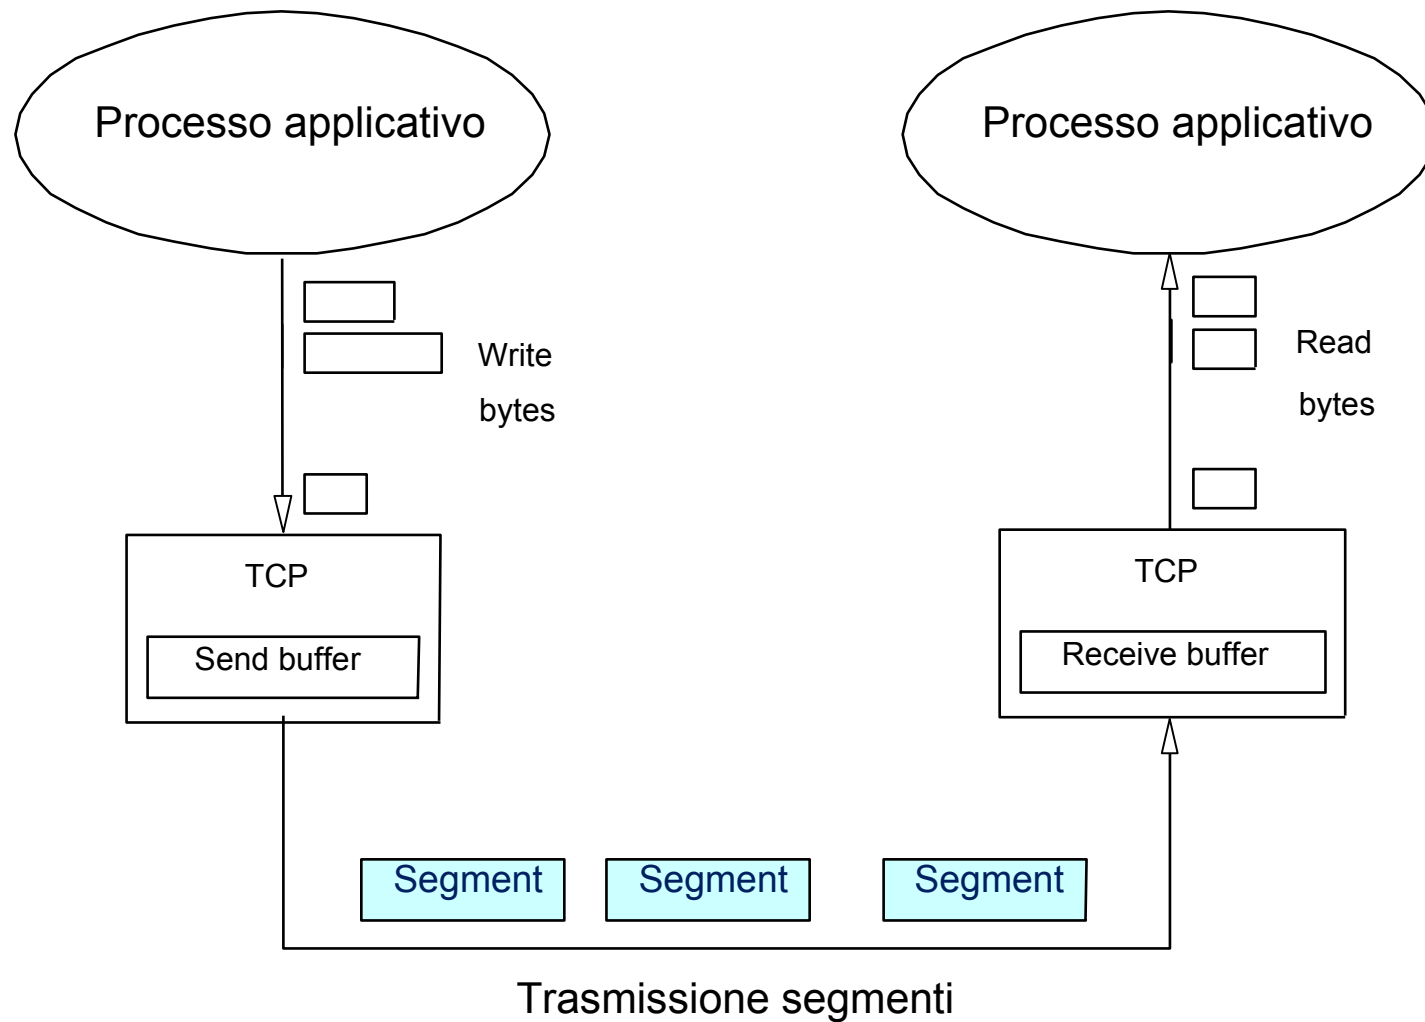 Processo applicativo
Processo applicativo
Write
bytes
Read
bytes
TCP
Send buffer
TCP
Receive buffer
Segment
Segment
Segment
Trasmissione segmenti